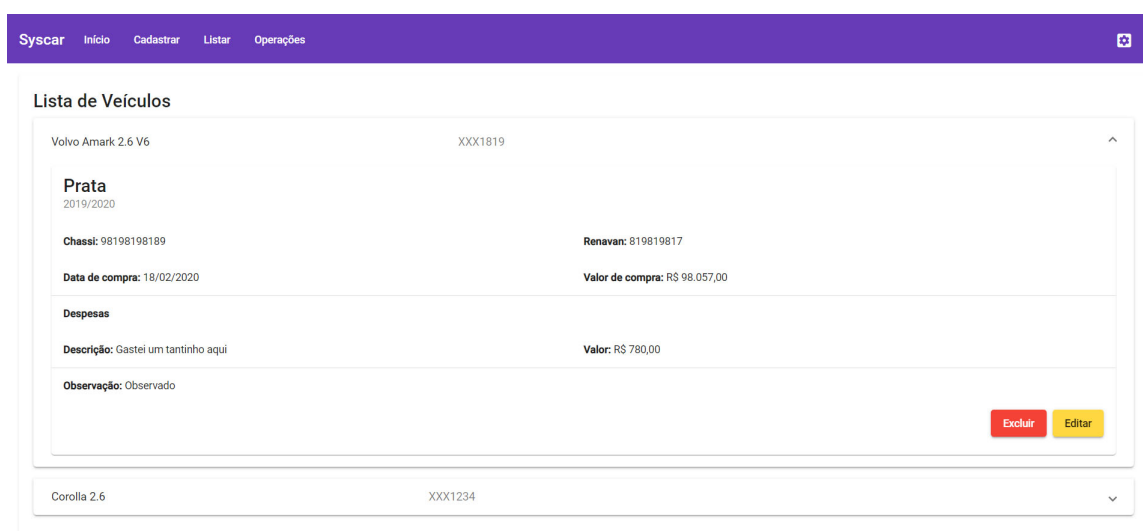 Syscar Início Cadastrar Listar Operações
Lista de Veículos
Volvo Amark 2.6 V6 XXX1819
Prata
2019/2020
Chassi: 98198198189 Renavan: 819819817
Data de compra: 18/02/2020 Valor de compra: R$ 98.057,00
Despesas
Descrição: Gastei um tantinho aqui Valor: R$ 780,00
Observação: Observado
Excluir Editar
Corolla 2.6 XXX1234